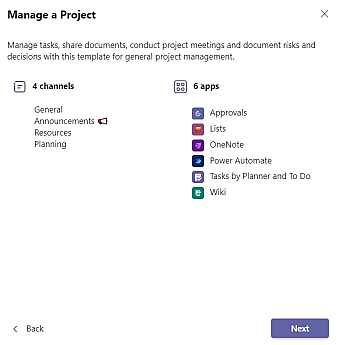 Manage a Project
Manage tasks, share documents, conduct project meetings and document risks and
decisions with this template for general project management.
4 channels
General
Announcements
Resources
Planning
6 apps
Approvals
Lists
OneNote
Power Automate
Tasks by Planner and To Do
Wiki
Back
Next